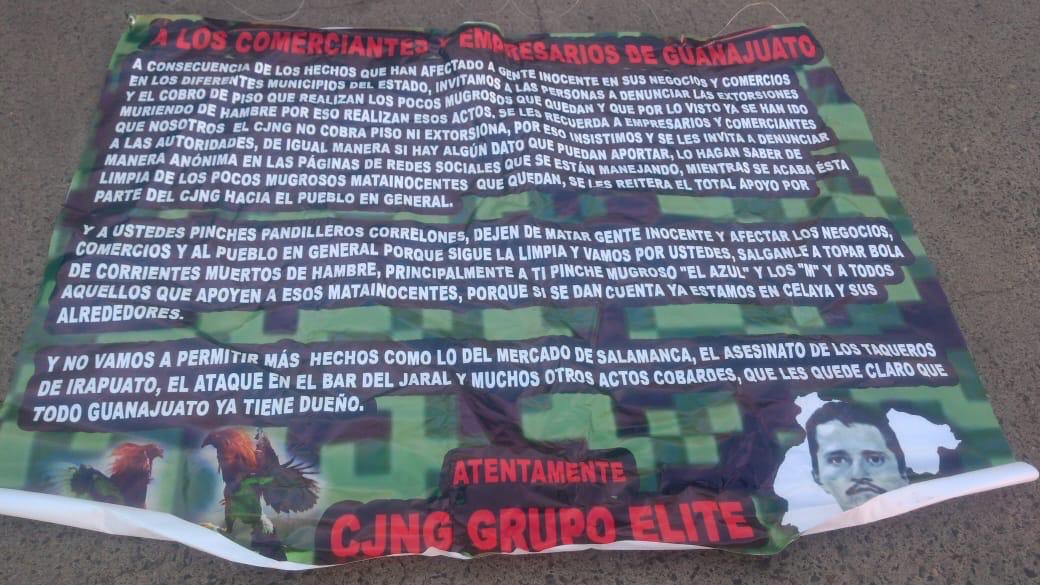 A LOS COMERCIANTES Y EMPRESARIOS DE GUANAJUATO
A CONSECUENCIA DE LOS HECHOS QUE HAN AFECTADO A GENTE INOCENTE EN SUS NEGOCIOS Y COMERCIOS
EN LOS DIFERENTES MUNICIPIOS DEL ESTADO, INVITAMOS A LAS PERSONAS A DENUNCIAR LAS EXTORSIONES
Y EL COBRO DE PISO QUE REALIZAN LOS POCOS MUGROSOS QUE QUEDAN Y QUE POR LO VISTO YA SE HAN IDO
MURIENDO DE HAMBRE POR ESO REALIZAN ESOS ACTOS, SE LES RECUERDA A EMPRESARIOS Y COMERCIANTES
QUE NOSOTROS EL CJNG NO COBRA PISO NI EXTORSIONA, POR ESO INSISTIMOS Y SE LES INVITA A DENUNCIAR
A LAS AUTORIDADES, DE IGUAL MANERA SI HAY ALGÚN DATO QUE PUEDAN APORTAR, LO HAGAN SABER DE
MANERA ANÓNIMA EN LAS PÁGINAS DE REDES SOCIALES QUE SE ESTÁN MANEJANDO, MIENTRAS SE ACABA ESTA
LIMPIA DE LOS POCOS MUGROSOS MATAINOCENTES QUE QUEDAN, SE LES REITERA EL TOTAL APOYO POR
PARTE DEL CJNG HACIA EL PUEBLO EN GENERAL.
Y A USTEDES PINCHES PANDILLEROS CORRELONES, DEJEN DE MATAR GENTE INOCENTE Y AFECTAR LOS NEGOCIOS,
COMERCIOS Y AL PUEBLO EN GENERAL PORQUE SIGUE LA LIMPIA Y VAMOS POR USTEDES, SALGANLE A TOPAR BOLA
DE CORRIENTES MUERTOS DE HAMBRE, PRINCIPALMENTE A TI PINCHE MUGROSO "EL AZUL" Y LOS "M" Y A TODOS
AQUELLOS QUE APOYEN A ESOS MATAINOCENTES, PORQUE SI SE DAN CUENTA YA ESTAMOS EN CELAYA Y SUS
ALREDEDORES.
Y NO VAMOS A PERMITIR MÁS HECHOS COMO LO DEL MERCADO DE SALAMANCA, EL ASESINATO DE LOS TAQUEROS
DE IRAPUATO, EL ATAQUE EN EL BAR DEL JARAL Y MUCHOS OTROS ACTOS COBARDES, QUE LES QUEDE CLARO QUE
TODO GUANAJUATO YA TIENE DUEÑO.
ATENTAMENTE
CJNG GRUPO ELITE